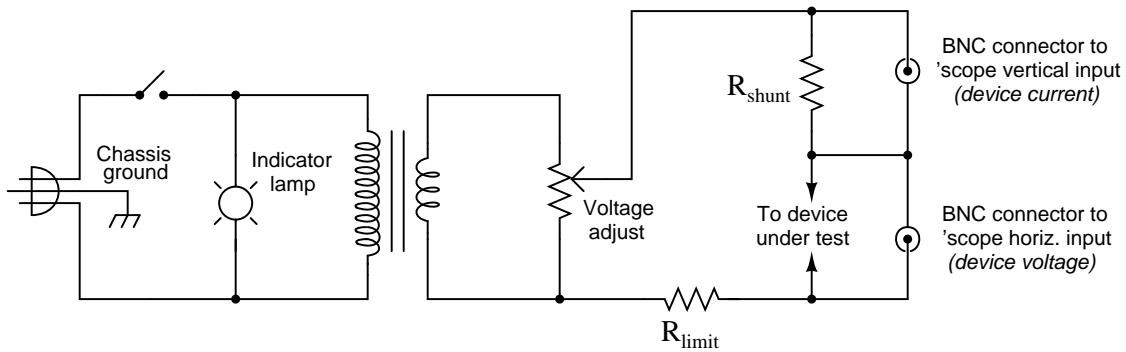 BNC connector to
’scope vertical input
(device current)
Rshunt
Chassis
ground
Indicator
lamp
Voltage
adjust
To device
under test
BNC connector to
’scope horiz. input
(device voltage)
Rlimit